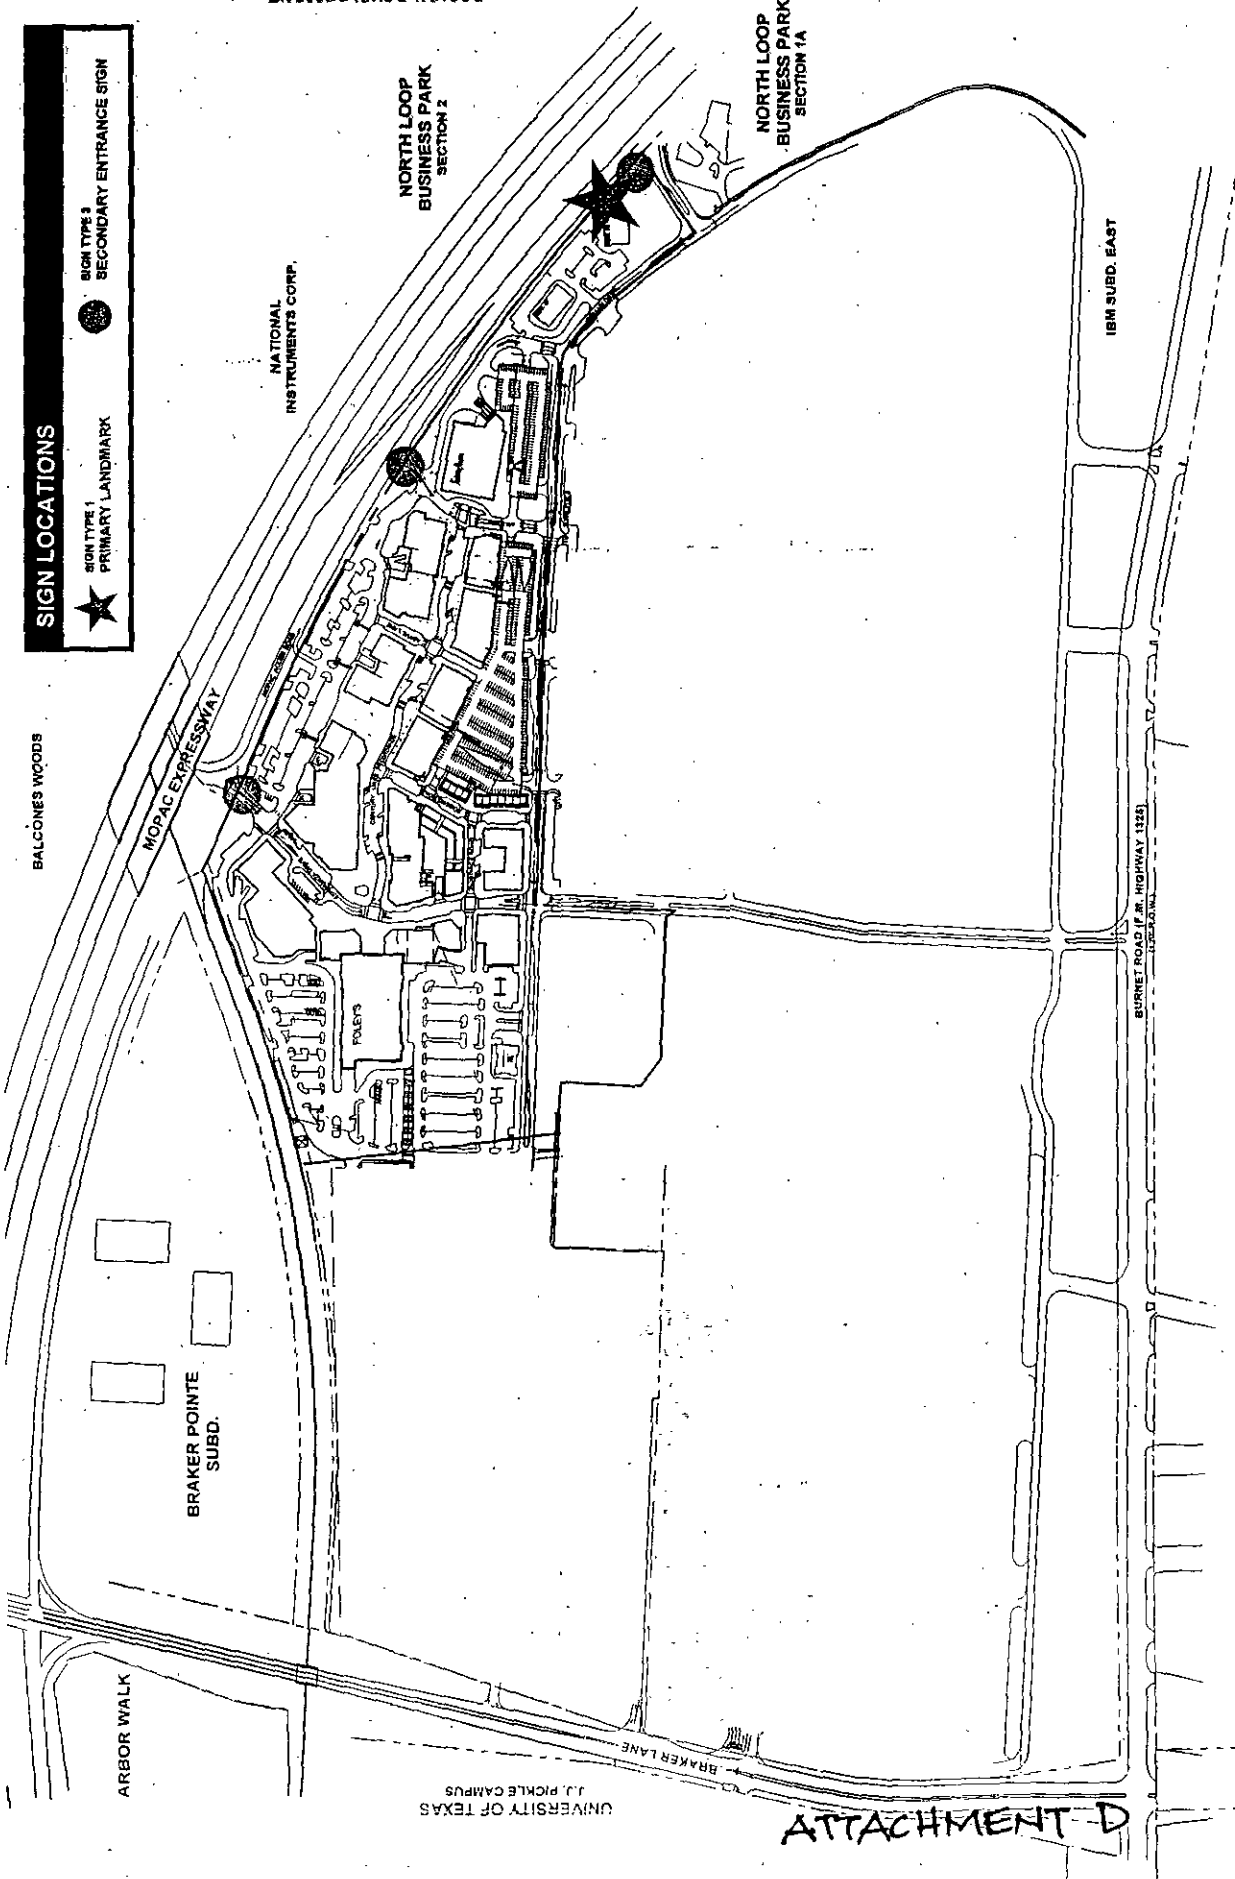 SIGN LOCATIONS
SIGN TYPE 1
PRIMARY LANDMARK
SIGN TYPE 3
SECONDARY ENTRANCE SIGN
BALCONES WOODS
MOPAC EXPRESSWAY
NATIONAL
INSTRUMENTS CORP.
NORTH LOOP
BUSINESS PARK
SECTION 2
NORTH LOOP
BUSINESS PARK
SECTION 1A
IBM SUBD. EAST
FOLEY'S
BURNET ROAD (F.M. HIGHWAY 1325)
BRAKER POINTE
SUBD.
ARBOR WALK
BRAKER LANE
UNIVERSITY OF TEXAS
J.J. PICKLE CAMPUS
ATTACHMENT D